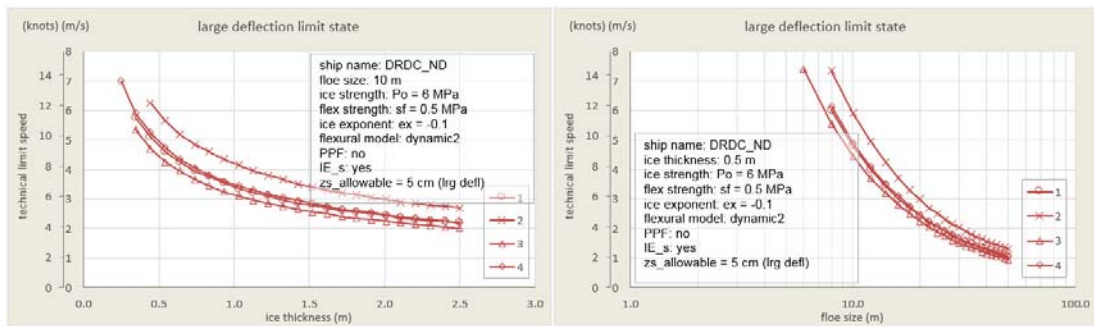 (knots) (m/s) large deflection limit state
8
14 7
12 6
10 5
8 4
6 3
4 2
2 1
0 0
technical limit speed
0.0 0.5 1.0 1.5 2.0 2.5 3.0
ice thickness (m)
ship name: DRDC_ND
floe size: 10 m
ice strength: Po = 6 MPa
flex strength: sf = 0.5 MPa
ice exponent: ex = -0.1
flexural model: dynamic2
PPF: no
IE_s: yes
zs_allowable = 5 cm (lrg defl)
1
2
3
4
(knots) (m/s) large deflection limit state
8
14 7
12 6
10 5
8 4
6 3
4 2
2 1
0 0
technical limit speed
1.0 10.0 100.0
floe size (m)
ship name: DRDC_ND
ice thickness: 0.5 m
ice strength: Po = 6 MPa
flex strength: sf = 0.5 MPa
ice exponent: ex = -0.1
flexural model: dynamic2
PPF: no
IE_s: yes
zs_allowable = 5 cm (lrg defl)
1
2
3
4